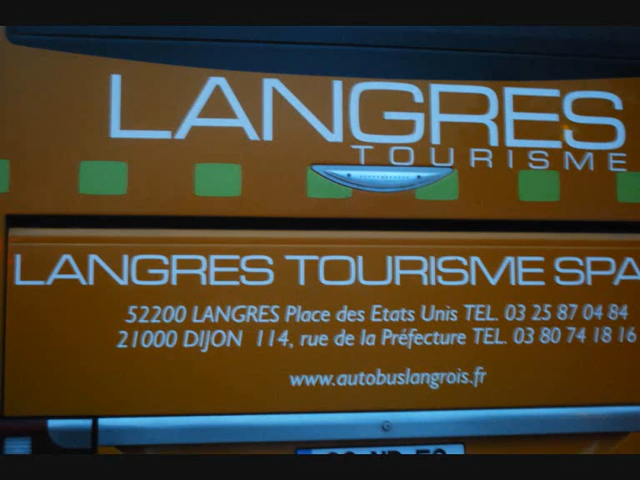 LANGRES
TOURISME
LANGRES TOURISME SPA
52200 LANGRES Place des Etats Unis TEL. 03 25 87 04 84
21000 DIJON 114, rue de la Préfecture TEL. 03 80 74 18 16
www.autobuslangrois.fr